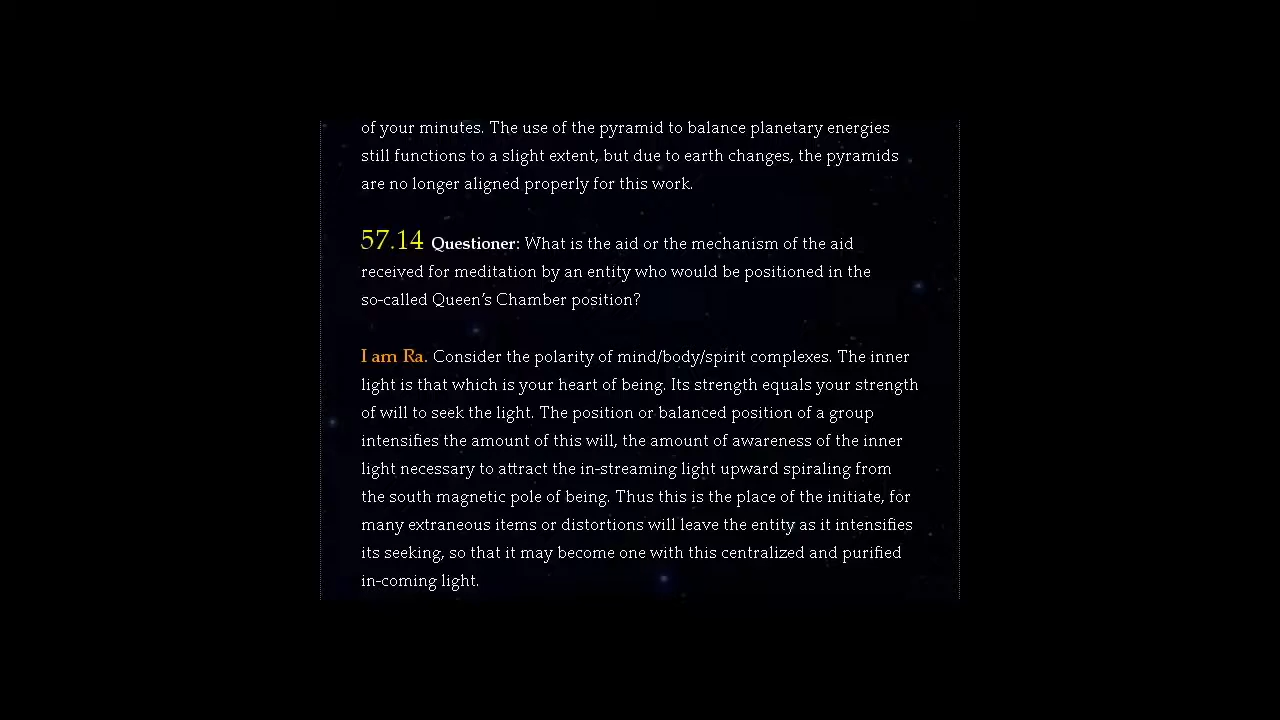 of your minutes. The use of the pyramid to balance planetary energies
still functions to a slight extent, but due to earth changes, the pyramids
are no longer aligned properly for this work.
57.14 Questioner: What is the aid or the mechanism of the aid
received for meditation by an entity who would be positioned in the
so-called Queen’s Chamber position?
I am Ra. Consider the polarity of mind/body/spirit complexes. The inner
light is that which is your heart of being. Its strength equals your strength
of will to seek the light. The position or balanced position of a group
intensifies the amount of this will, the amount of awareness of the inner
light necessary to attract the in-streaming light upward spiraling from
the south magnetic pole of being. Thus this is the place of the initiate, for
many extraneous items or distortions will leave the entity as it intensifies
its seeking, so that it may become one with this centralized and purified
in-coming light.